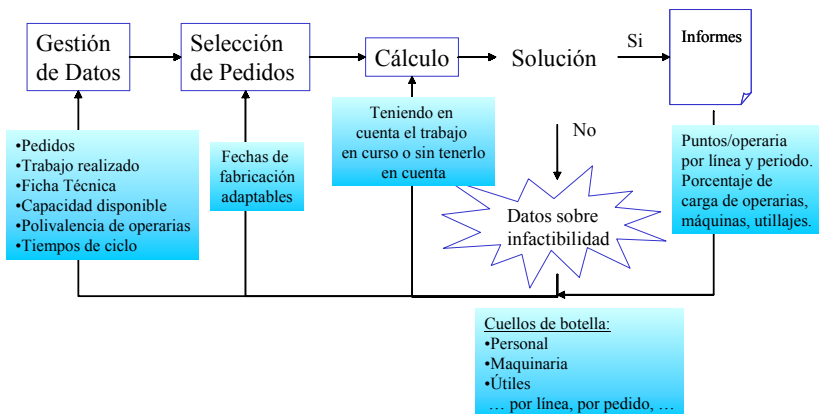 Gestión
de Datos
Selección
de Pedidos
Cálculo
Solución
Si
Informes
•Pedidos
•Trabajo realizado
•Ficha Técnica
•Capacidad disponible
•Polivalencia de operarias
•Tiempos de ciclo
Fechas de
fabricación
adaptables
Teniendo en
cuenta el trabajo
en curso o sin tenerlo
en cuenta
No
Datos sobre
infactibilidad
Puntos/operaria
por línea y periodo.
Porcentaje de
carga de operarias,
máquinas, utillajes.
Cuellos de botella:
•Personal
•Maquinaria
•Útiles
… por línea, por pedido, …